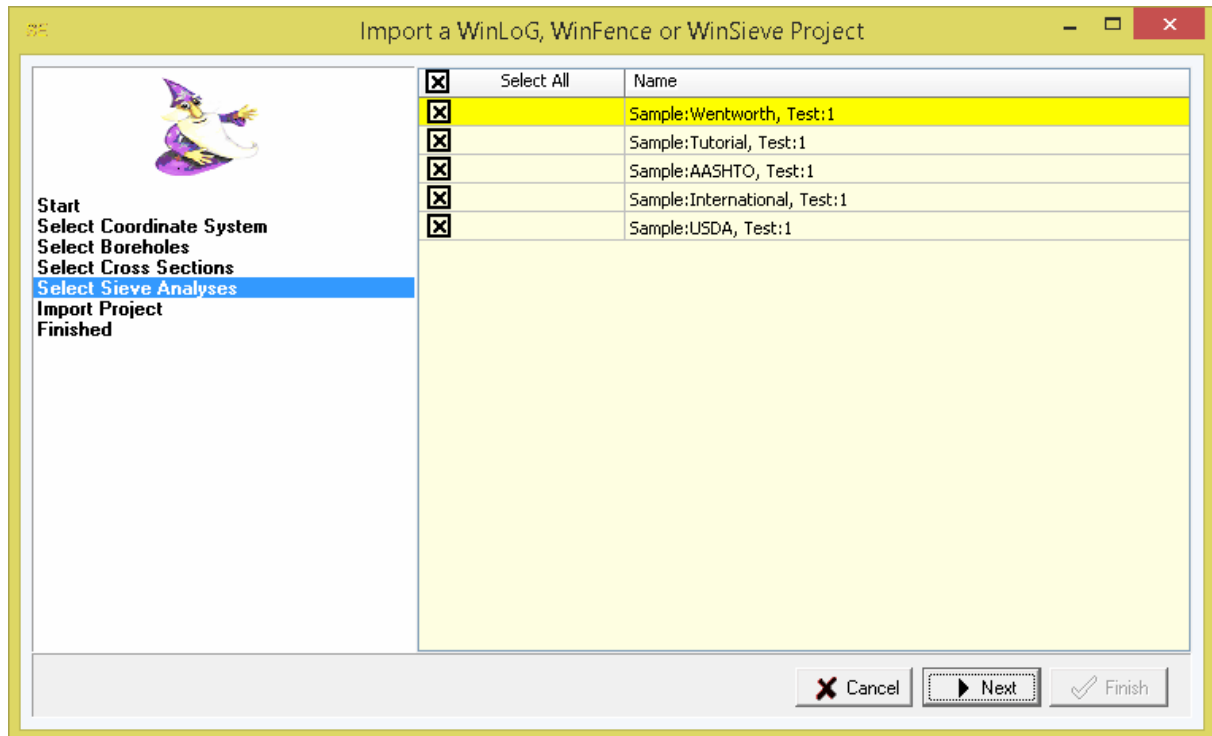 Import a WinLoG, WinFence or WinSieve Project
Select All Name
Sample:Wentworth, Test:1
Sample:Tutorial, Test:1
Sample:AASHTO, Test:1
Sample:International, Test:1
Sample:USDA, Test:1
Start
Select Coordinate System
Select Boreholes
Select Cross Sections
Select Sieve Analyses
Import Project
Finished
Cancel Next Finish